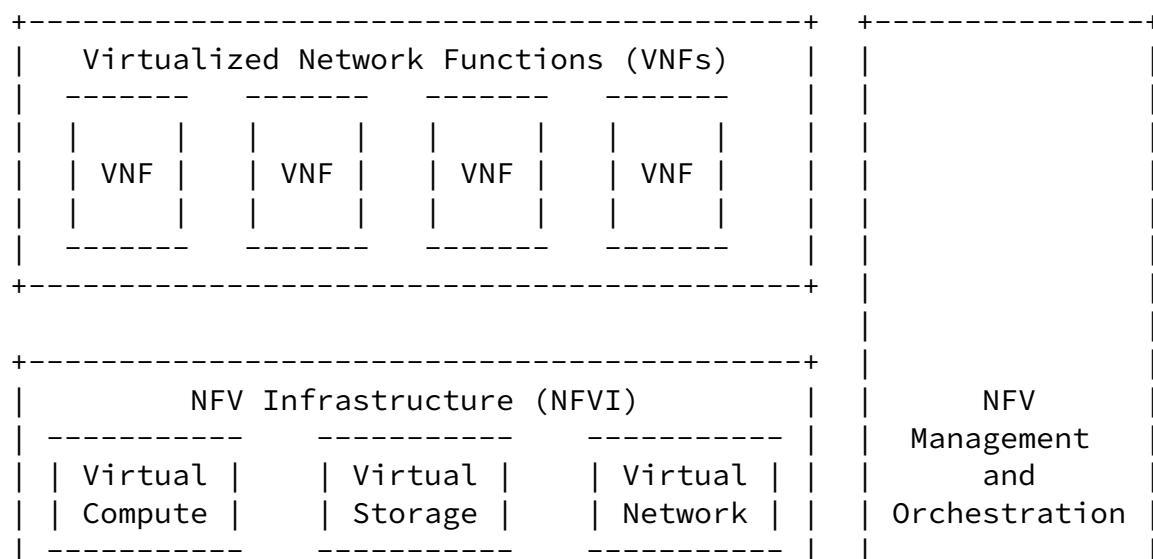 Virtualized Network Functions (VNFs)
VNF VNF VNF VNF
NFV Infrastructure (NFVI) NFV
Management
Virtual Virtual Virtual and
Compute Storage Network Orchestration